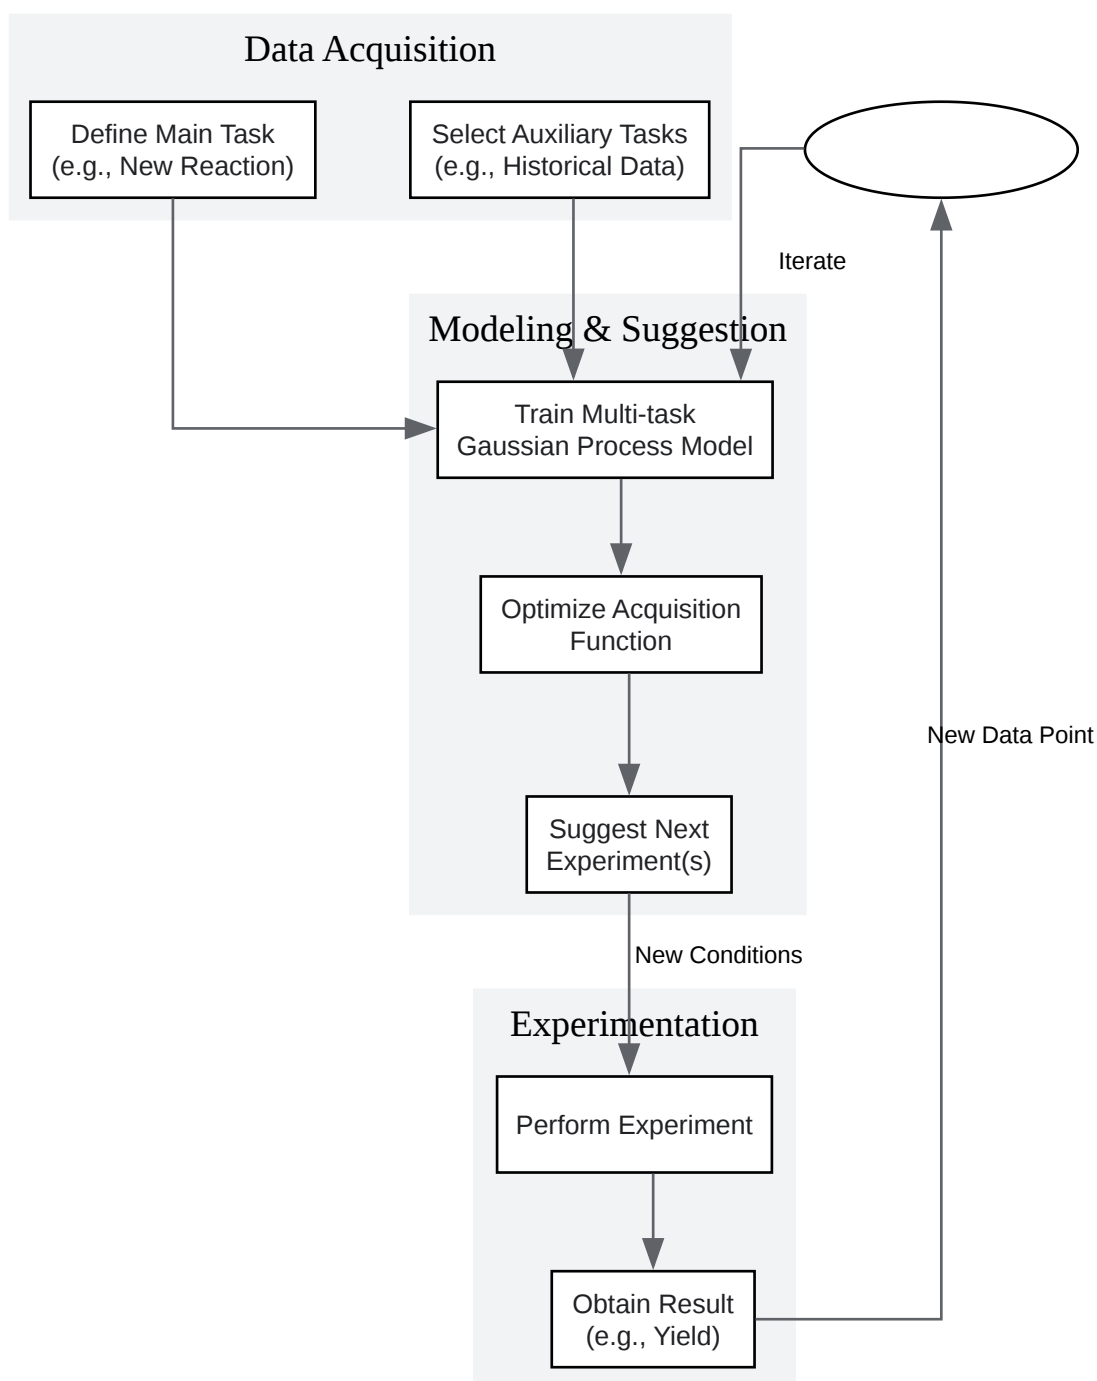 Data Acquisition
Define Main Task
(e.g., New Reaction)
Select Auxiliary Tasks
(e.g., Historical Data)
Iterate
Modeling & Suggestion
Train Multi-task
Gaussian Process Model
Optimize Acquisition
Function
New Data Point
Suggest Next
Experiment(s)
New Conditions
Experimentation
Perform Experiment
Obtain Result
(e.g., Yield)